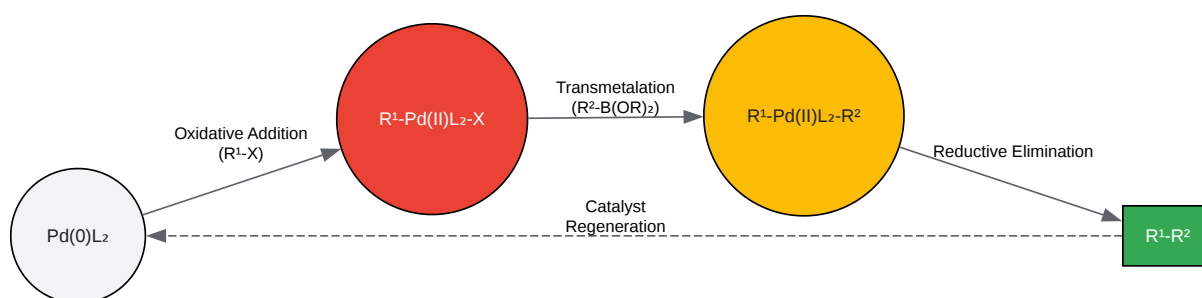 Oxidative Addition
(R¹-X)
Transmetalation
(R²-B(OR)₂)
Reductive Elimination
Catalyst
Regeneration
Pd(0)L₂
R¹-Pd(II)L₂-X
R¹-Pd(II)L₂-R²
R¹-R²